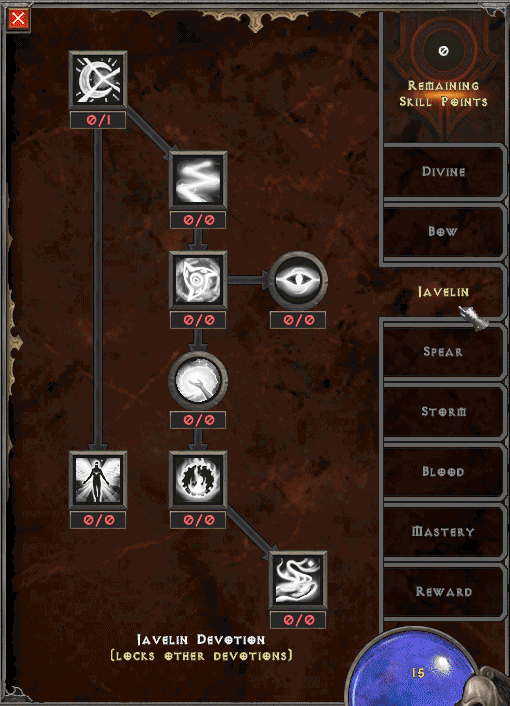 0
Remaining
Skill Points
0/1
Divine
0/0
Bow
Javelin
0/0
0/0
Spear
0/0
Storm
Blood
0/0
0/0
Mastery
Reward
0/0
Javelin Devotion
(locks other devotions)
15